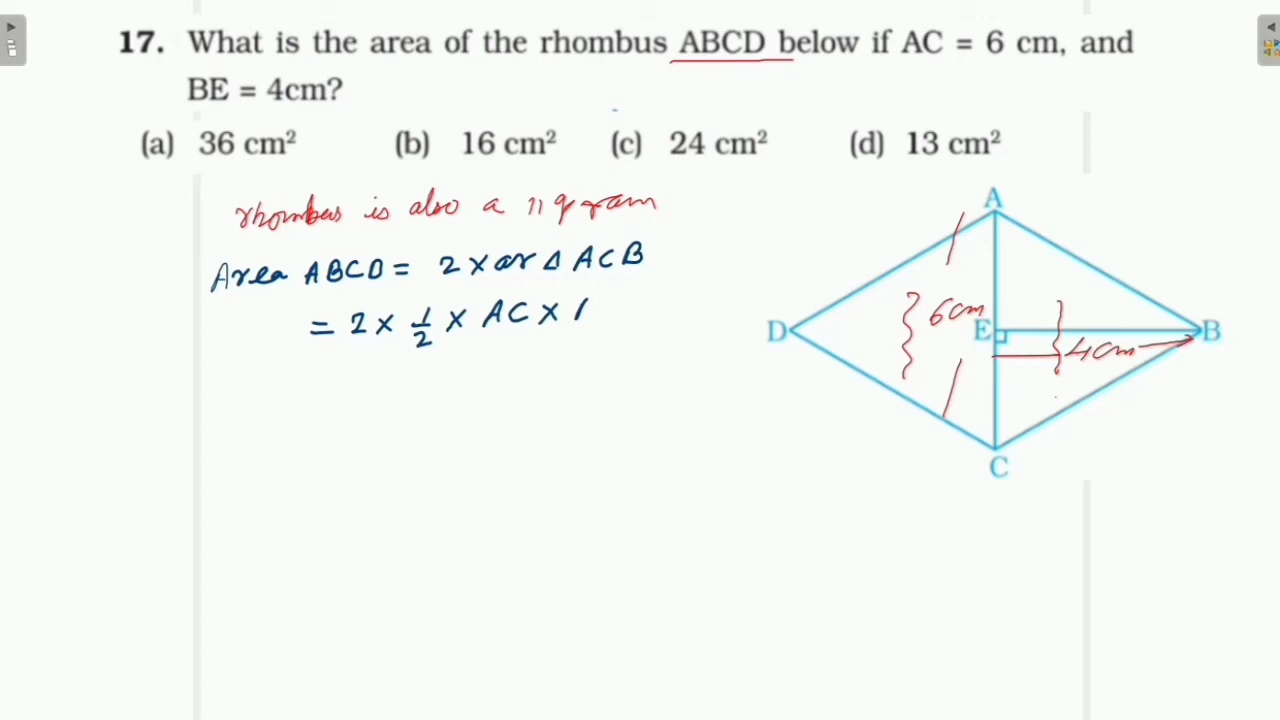 17. What is the area of the rhombus ABCD below if AC = 6 cm, and
BE = 4cm?
(a) 36 cm² (b) 16 cm² (c) 24 cm² (d) 13 cm²
rhombus is also a 11 gram
Area ABCD = 2 × ar Δ ACB
= 2 × 1/2 × AC ×
A
D
6cm
E
4cm
B
C